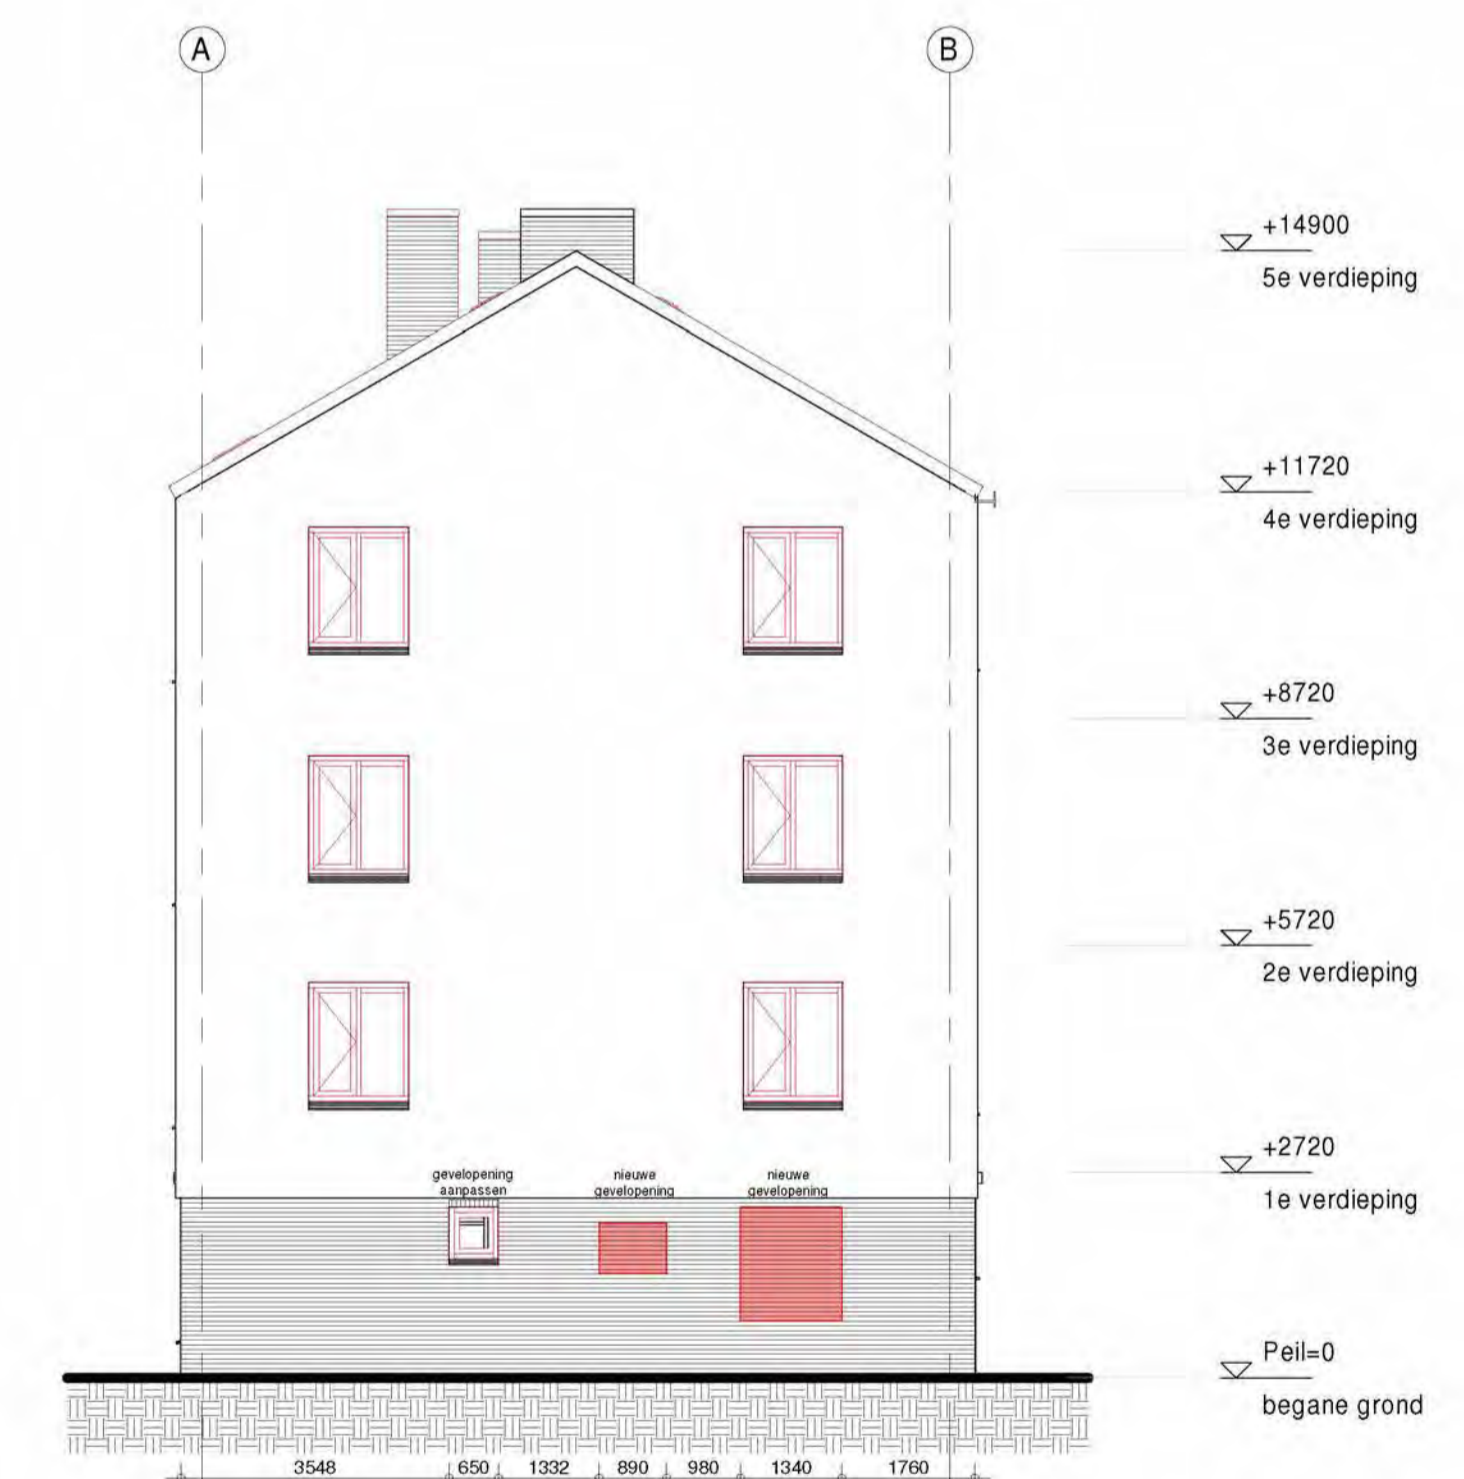 A
B
+14900
5e verdieping
+11720
4e verdieping
+8720
3e verdieping
+5720
2e verdieping
+2720
1e verdieping
gevelopening
aanpassen
nieuwe
gevelopening
nieuwe
gevelopening
Peil=0
begane grond
3548 650 1332 890 980 1340 1760